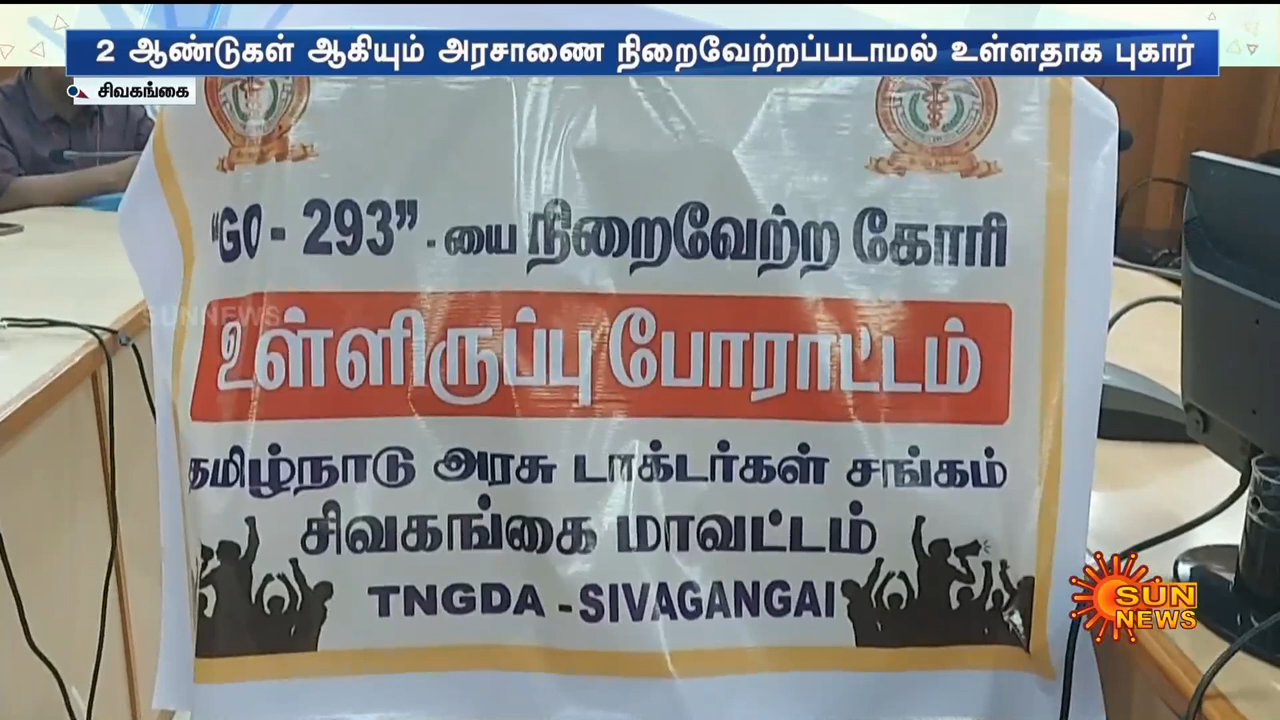 2 ஆண்டுகள் ஆகியும் அரசாணை நிறைவேற்றப்படாமல் உள்ளதாக புகார்
சிவகங்கை
"GO - 293" - யை நிறைவேற்ற கோரி
SUNNEWS
உள்ளிருப்பு போராட்டம்
தமிழ்நாடு அரசு டாக்டர்கள் சங்கம்
சிவகங்கை மாவட்டம்
TNGDA - SIVAGANGAI
SUN
NEWS